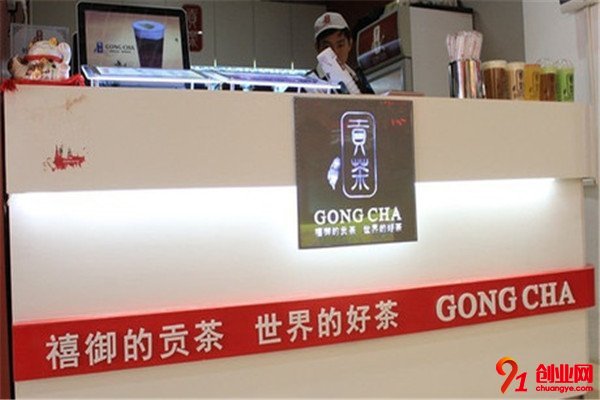 GONG CHA
貢茶
GONG CHA
禧御的贡茶 世界的好茶
禧御的贡茶 世界的好茶 GONG CHA
91创业网
chuangye.com